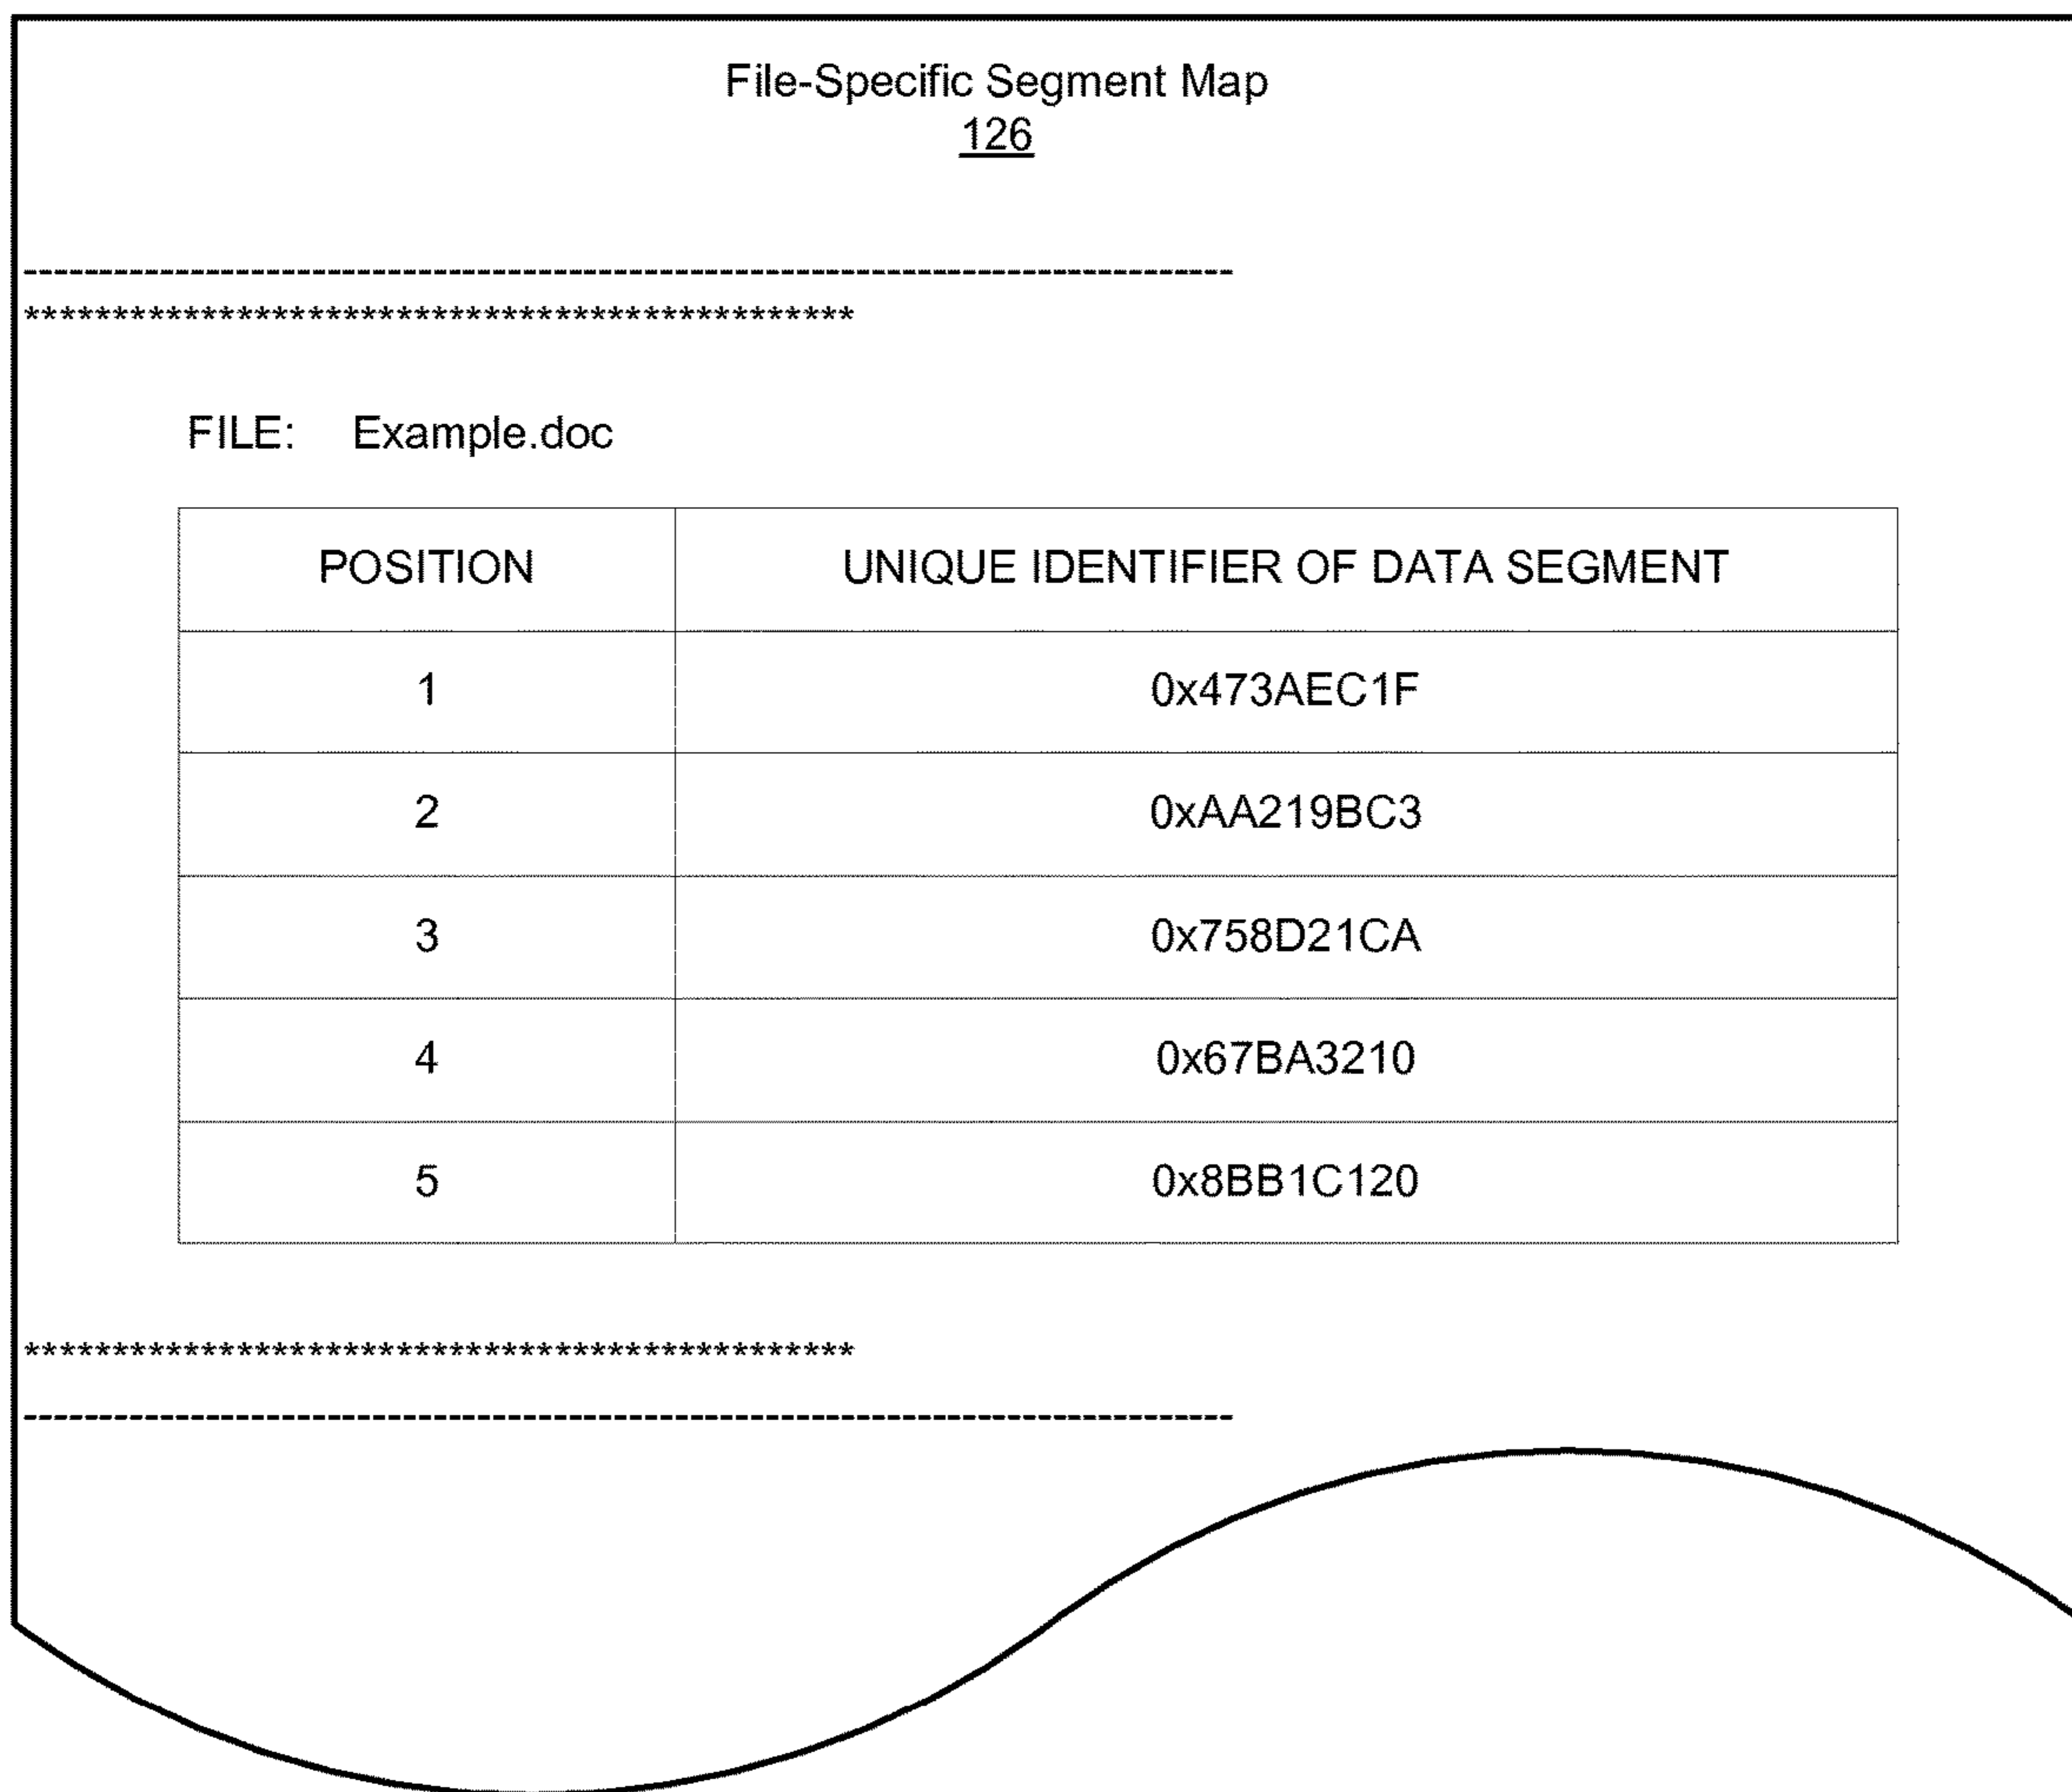 File-Specific Segment Map
126
--------------------------------------------------------------------------------
***********************************************
FILE: Example.doc
POSITION UNIQUE IDENTIFIER OF DATA SEGMENT
1 0x473AEC1F
2 0xAA219BC3
3 0x758D21CA
4 0x67BA3210
5 0x8BB1C120
***********************************************
--------------------------------------------------------------------------------